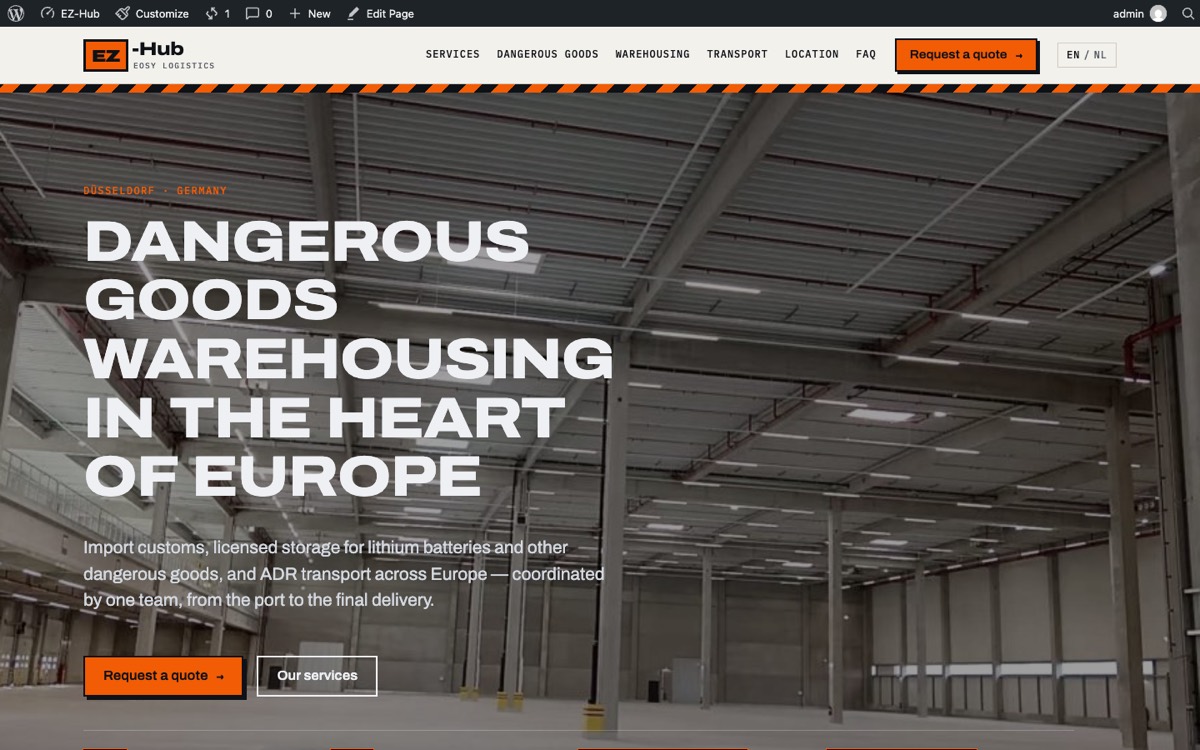 EZ-Hub
Customize
1
0
New
Edit Page
admin
EZ -Hub
EOSY LOGISTICS
SERVICES
DANGEROUS GOODS
WAREHOUSING
TRANSPORT
LOCATION
FAQ
Request a quote →
EN / NL
DÜSSELDORF · GERMANY
DANGEROUS
GOODS
WAREHOUSING
IN THE HEART
OF EUROPE
Import customs, licensed storage for lithium batteries and other
dangerous goods, and ADR transport across Europe — coordinated
by one team, from the port to the final delivery.
Request a quote →
Our services